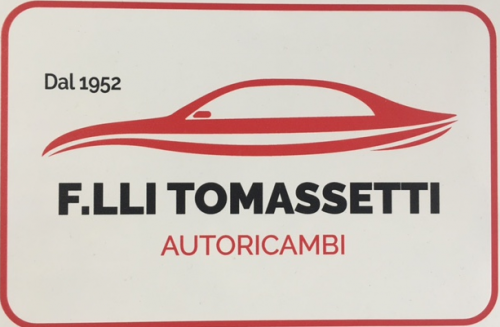 Dal 1952
F.LLI TOMASSETTI
AUTORICAMBI